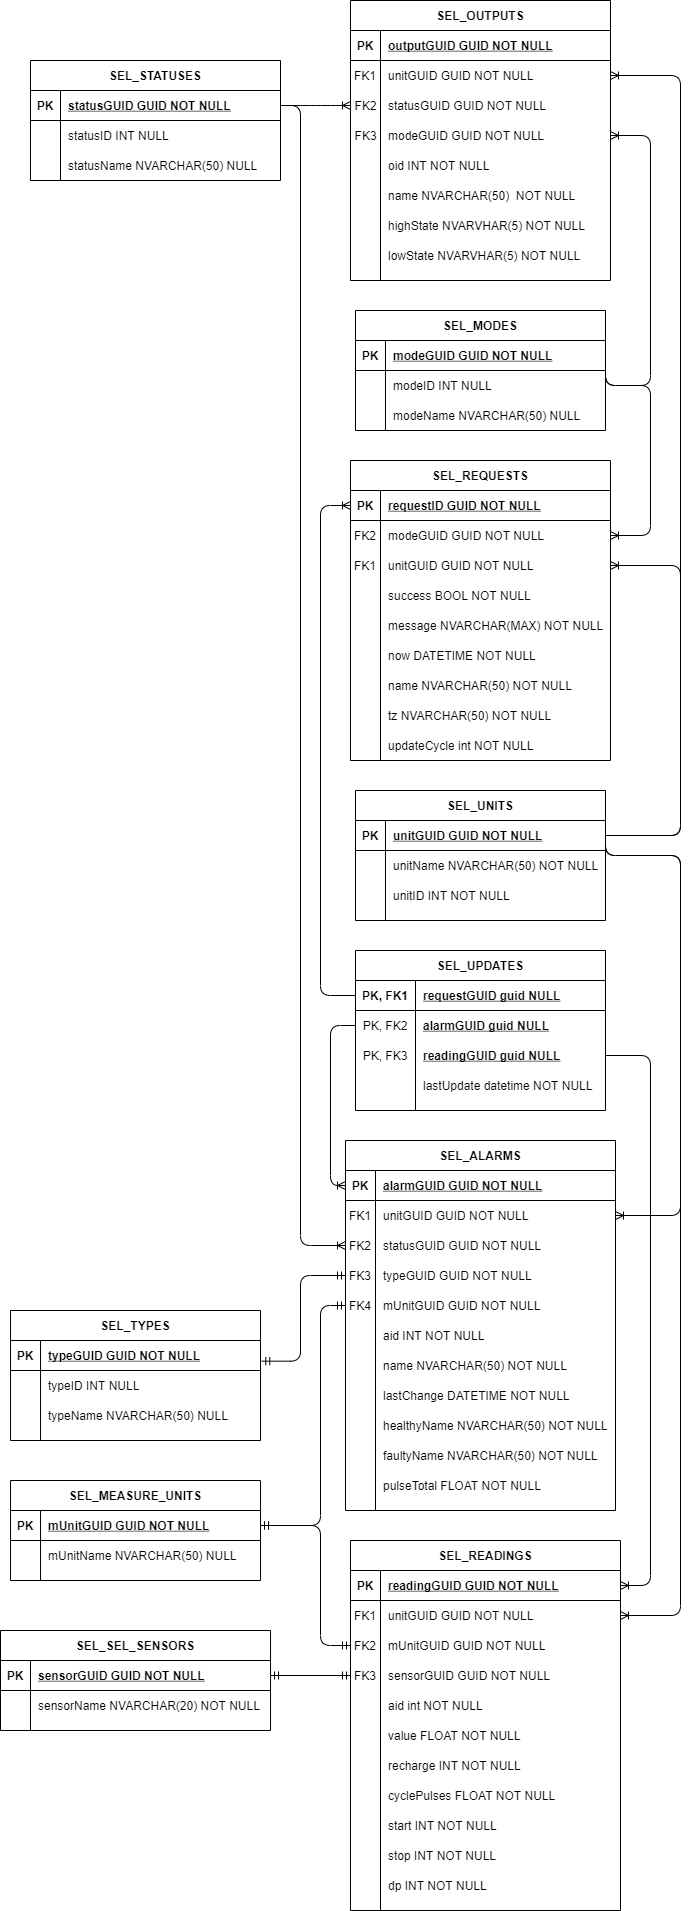 SEL_OUTPUTS
PK outputGUID GUID NOT NULL
FK1 unitGUID GUID NOT NULL
FK2 statusGUID GUID NOT NULL
FK3 modeGUID GUID NOT NULL
oid INT NOT NULL
name NVARCHAR(50) NOT NULL
highState NVARVHAR(5) NOT NULL
lowState NVARVHAR(5) NOT NULL
SEL_STATUSES
PK statusGUID GUID NOT NULL
statusID INT NULL
statusName NVARCHAR(50) NULL
SEL_MODES
PK modeGUID GUID NOT NULL
modeID INT NULL
modeName NVARCHAR(50) NULL
SEL_REQUESTS
PK requestID GUID NOT NULL
FK2 modeGUID GUID NOT NULL
FK1 unitGUID GUID NOT NULL
success BOOL NOT NULL
message NVARCHAR(MAX) NOT NULL
now DATETIME NOT NULL
name NVARCHAR(50) NOT NULL
tz NVARCHAR(50) NOT NULL
updateCycle int NOT NULL
SEL_UNITS
PK unitGUID GUID NOT NULL
unitName NVARCHAR(50) NOT NULL
unitID INT NOT NULL
SEL_UPDATES
PK, FK1 requestGUID guid NULL
PK, FK2 alarmGUID guid NULL
PK, FK3 readingGUID guid NULL
lastUpdate datetime NOT NULL
SEL_ALARMS
PK alarmGUID GUID NOT NULL
FK1 unitGUID GUID NOT NULL
FK2 statusGUID GUID NOT NULL
FK3 typeGUID GUID NOT NULL
FK4 mUnitGUID GUID NOT NULL
aid INT NOT NULL
name NVARCHAR(50) NOT NULL
lastChange DATETIME NOT NULL
healthyName NVARCHAR(50) NOT NULL
faultyName NVARCHAR(50) NOT NULL
pulseTotal FLOAT NOT NULL
SEL_TYPES
PK typeGUID GUID NOT NULL
typeID INT NULL
typeName NVARCHAR(50) NULL
SEL_MEASURE_UNITS
PK mUnitGUID GUID NOT NULL
mUnitName NVARCHAR(50) NULL
SEL_SEL_SENSORS
PK sensorGUID GUID NOT NULL
sensorName NVARCHAR(20) NOT NULL
SEL_READINGS
PK readingGUID GUID NOT NULL
FK1 unitGUID GUID NOT NULL
FK2 mUnitGUID GUID NOT NULL
FK3 sensorGUID GUID NOT NULL
aid int NOT NULL
value FLOAT NOT NULL
recharge INT NOT NULL
cyclePulses FLOAT NOT NULL
start INT NOT NULL
stop INT NOT NULL
dp INT NOT NULL